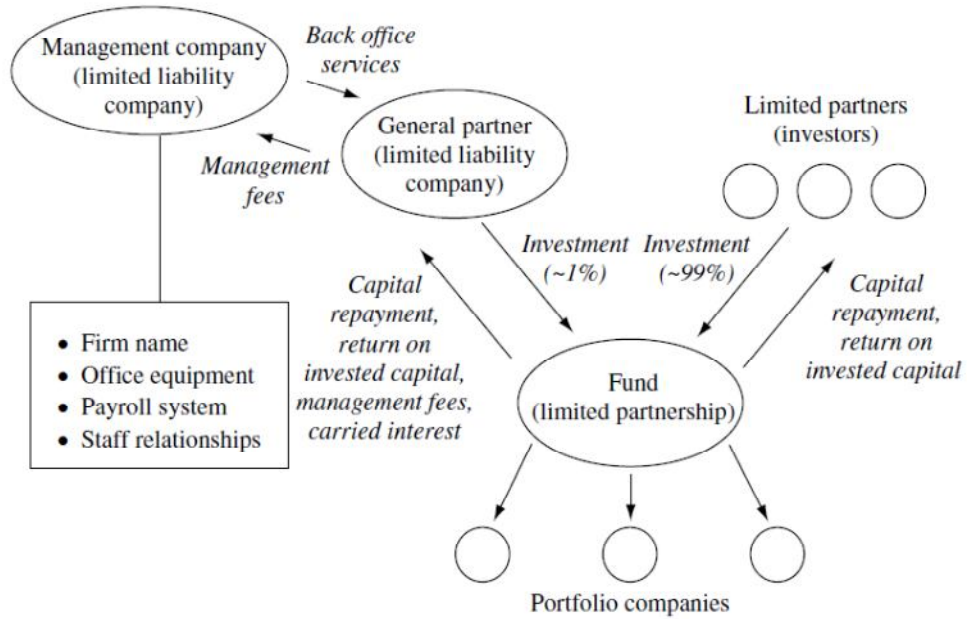 Management company
(limited liability
company)
Back office
services
General partner
(limited liability
company)
Management
fees
Limited partners
(investors)
Investment
(~1%)
Investment
(~99%)
Capital
repayment,
return on
invested capital,
management fees,
carried interest
Capital
repayment,
return on
invested capital
• Firm name
• Office equipment
• Payroll system
• Staff relationships
Fund
(limited partnership)
Portfolio companies